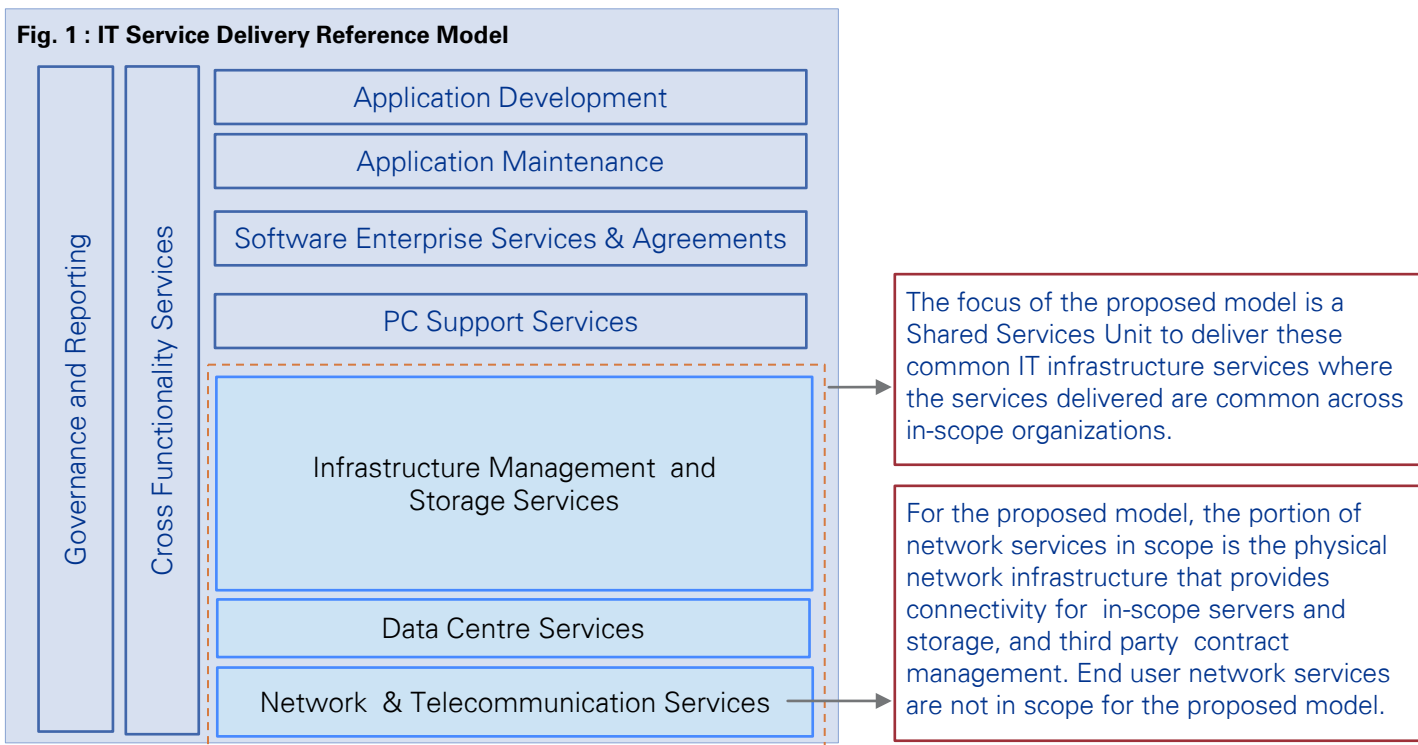 Fig. 1 : IT Service Delivery Reference Model
Governance and Reporting
Cross Functionality Services
Application Development
Application Maintenance
Software Enterprise Services & Agreements
PC Support Services
Infrastructure Management and
Storage Services
Data Centre Services
Network & Telecommunication Services
The focus of the proposed model is a
Shared Services Unit to deliver these
common IT infrastructure services where
the services delivered are common across
in-scope organizations.
For the proposed model, the portion of
network services in scope is the physical
network infrastructure that provides
connectivity for in-scope servers and
storage, and third party contract
management. End user network services
are not in scope for the proposed model.